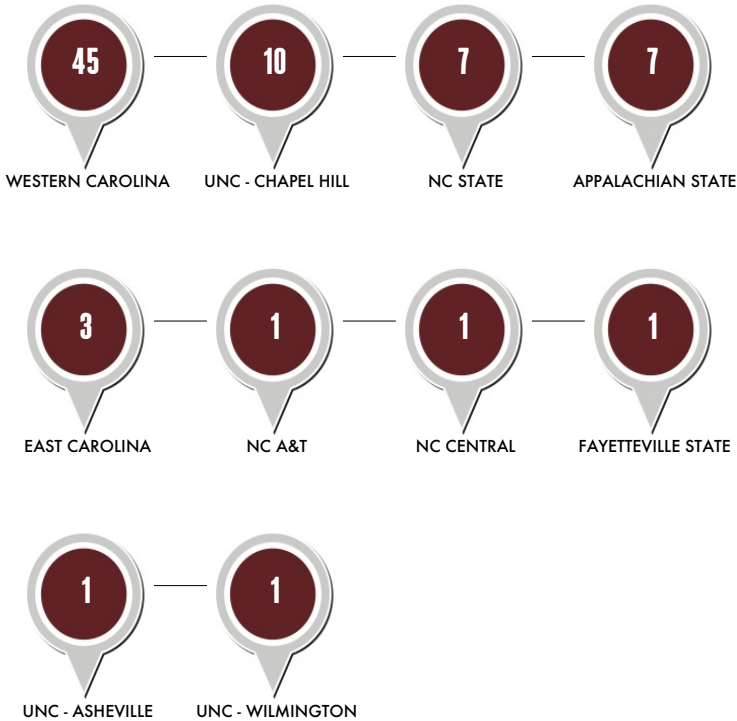 45 10 7 7
WESTERN CAROLINA UNC - CHAPEL HILL NC STATE APPALACHIAN STATE
3 1 1 1
EAST CAROLINA NC A&T NC CENTRAL FAYETTEVILLE STATE
1 1
UNC - ASHEVILLE UNC - WILMINGTON